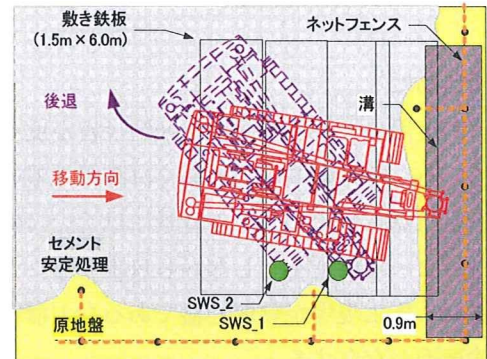 敷き鉄板
(1.5m×6.0m)
ネットフェンス
後退
溝
移動方向
セメント
安定処理
SWS_2
SWS_1
原地盤
0.9m